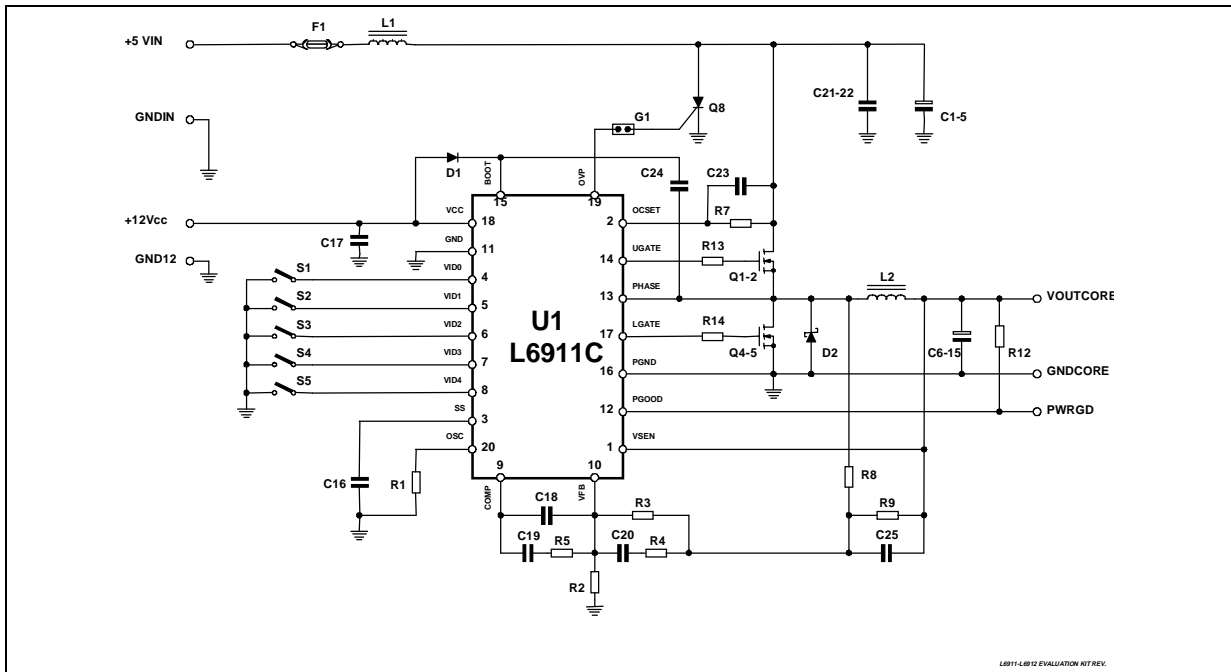 F1
L1
+5 VIN
C21-22
Q8
C1-5
G1
GNDIN
D1
BOOT
OVP
C24
C23
15
19
VCC
OCSET
R7
+12Vcc
18
2
C17
GND
UGATE
R13
11
14
Q1-2
GND12
S1
VID0
PHASE
L2
4
13
VOUTCORE
S2
VID1
5
U1
L6911C
LGATE
R14
17
S3
VID2
6
Q4-5
D2
C6-15
R12
S4
VID3
7
PGND
16
GNDCORE
S5
VID4
8
PGOOD
12
PWRGD
SS
3
OSC
20
VSEN
1
9
10
R8
C16
R1
COMP
C18
VFB
R3
R9
C19
R5
C20
R4
C25
R2
L6911-L6912 EVALUATION KIT REV.